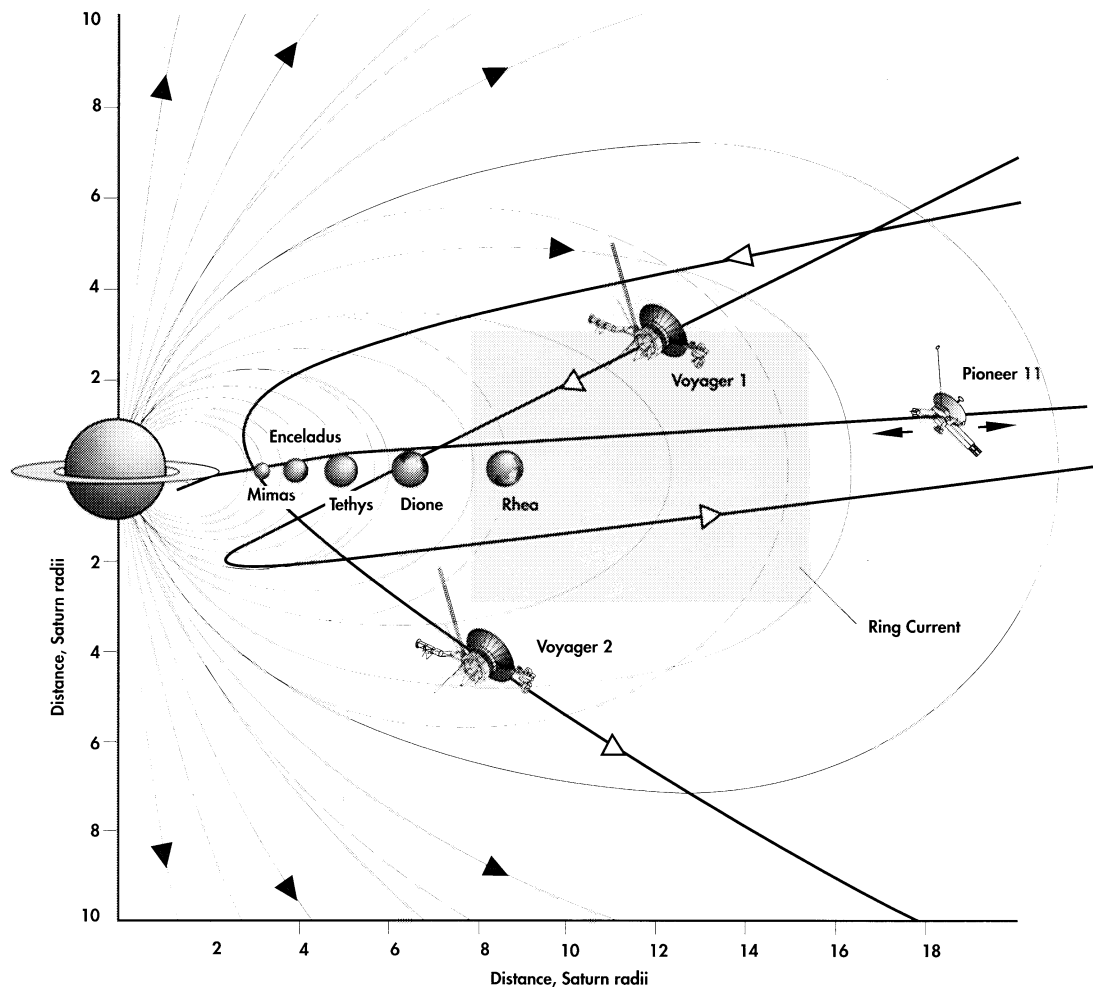 10
8
6
4
2
2
4
6
8
10
Distance, Saturn radii
Voyager 1
Pioneer 11
Enceladus
Mimas
Tethys
Dione
Rhea
Ring Current
Voyager 2
2 4 6 8 10 12 14 16 18
Distance, Saturn radii